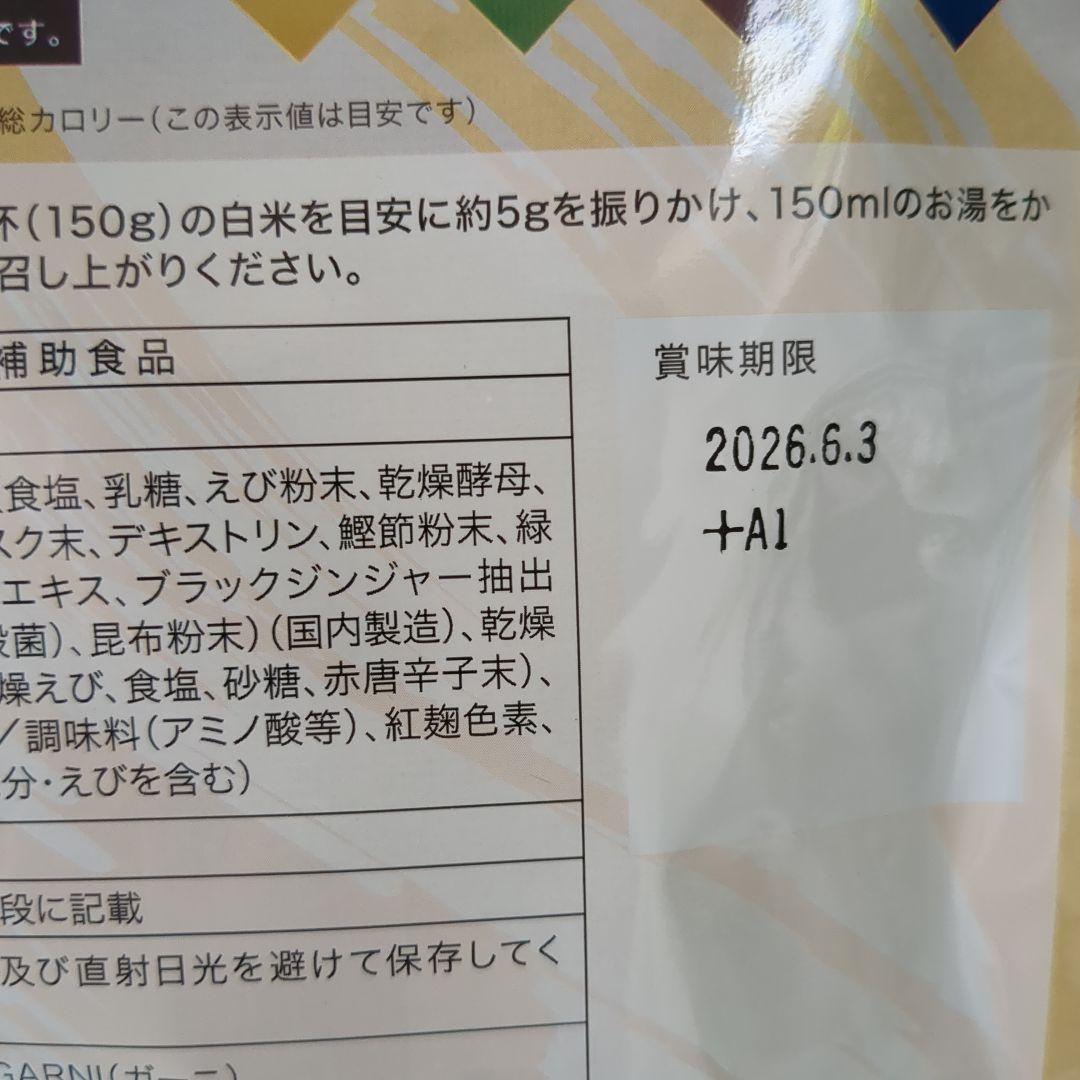 です。
総カロリー(この表示値は目安です)
杯(150g)の白米を目安に約5gを振りかけ、150mlのお湯をか
召し上がりください。
補助食品
食塩、乳糖、えび粉末、乾燥酵母、
スク末、デキストリン、鰹節粉末、緑
エキス、ブラックジンジャー抽出
殺菌)、昆布粉末)(国内製造)、乾燥
燥えび、食塩、砂糖、赤唐辛子末)、
/調味料(アミノ酸等)、紅麹色素、
分・えびを含む)
段に記載
及び直射日光を避けて保存してく
GARNI(ガーニ)
賞味期限
2026.6.3
+A1